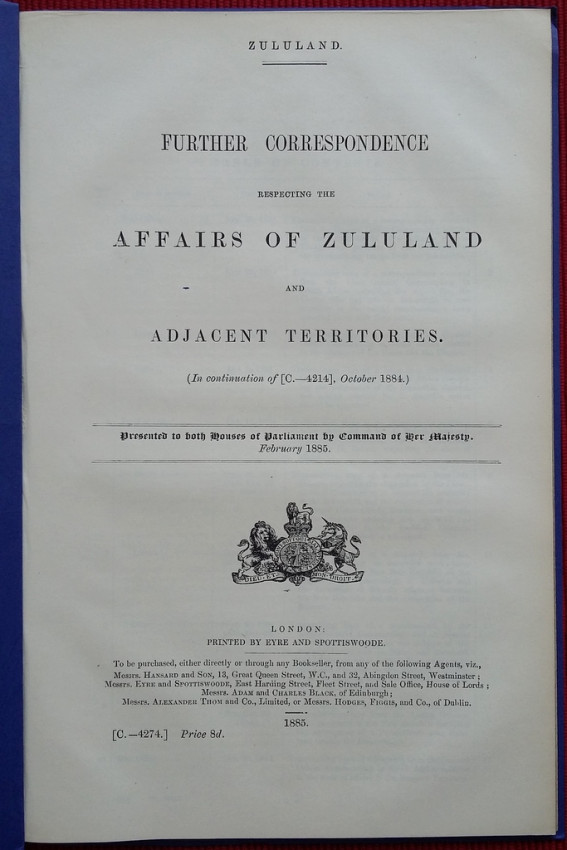 ZULULAND.
FURTHER CORRESPONDENCE
RESPECTING THE
AFFAIRS OF ZULULAND
AND
ADJACENT TERRITORIES.
(In continuation of [C.—4214], October 1884.)
Presented to both Houses of Parliament by Command of Her Majesty.
February 1885.
DIEU ET MON DROIT
LONDON:
PRINTED BY EYRE AND SPOTTISWOODE.
To be purchased, either directly or through any Bookseller, from any of the following Agents, viz.,
Messrs. HANSARD and SON, 13, Great Queen Street, W.C., and 32, Abingdon Street, Westminster;
Messrs. EYRE and SPOTTISWOODE, East Harding Street, Fleet Street, and Sale Office, House of Lords;
Messrs. ADAM and CHARLES BLACK, of Edinburgh;
Messrs. ALEXANDER THOM and Co., Limited, or Messrs. HODGES, FIGGIS, and Co., of Dublin.
1885.
[C.—4274.] Price 8d.